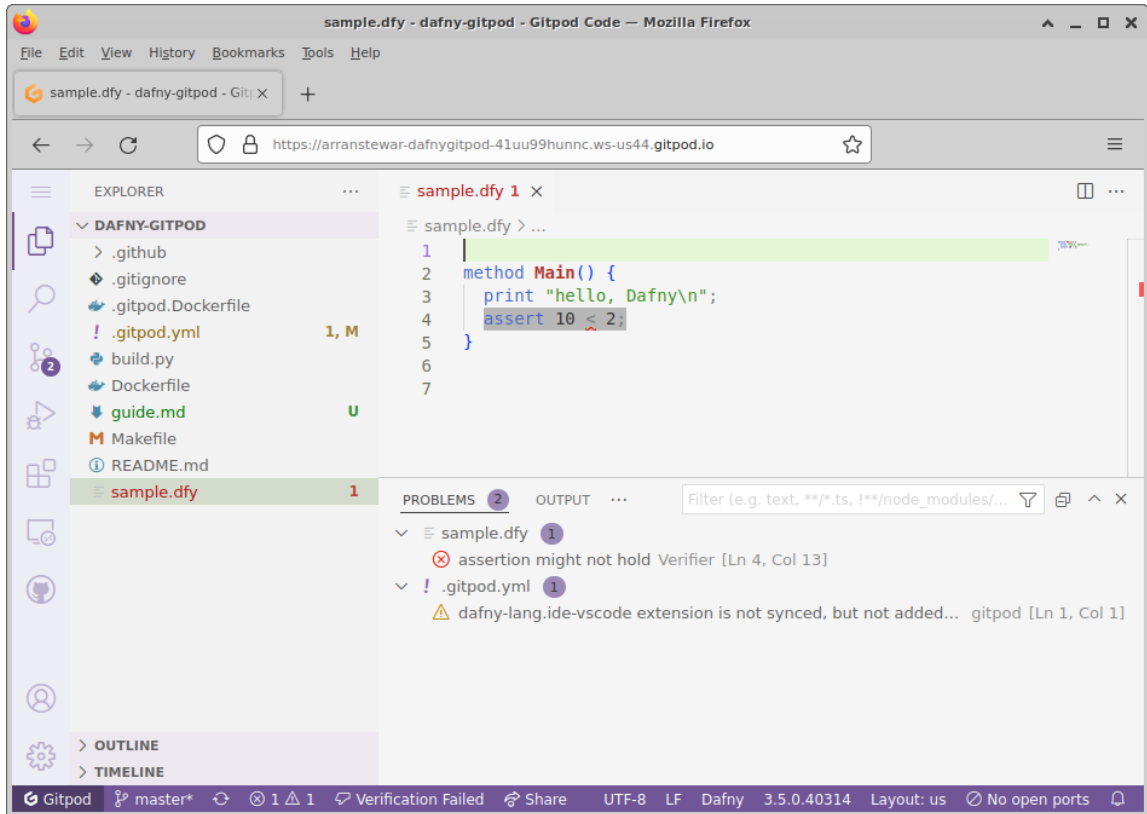 sample.dfy - dafny-gitpod - Gitpod Code — Mozilla Firefox
File Edit View History Bookmarks Tools Help
sample.dfy - dafny-gitpod - Git
https://arranstewar-dafnygitpod-41uu99hunnc.ws-us44.gitpod.io
EXPLORER ...
DAFNY-GITPOD
.github
.gitignore
.gitpod.Dockerfile
! .gitpod.yml 1, M
build.py
Dockerfile
guide.md U
M Makefile
README.md
sample.dfy 1
OUTLINE
TIMELINE
2
sample.dfy 1
sample.dfy > ...
1
2 method Main() {
3 print "hello, Dafny\n";
4 assert 10 < 2;
5 }
6
7
PROBLEMS 2 OUTPUT ... Filter (e.g. text, **/*.ts, !**/node_modules/...
sample.dfy 1
assertion might not hold Verifier [Ln 4, Col 13]
! .gitpod.yml 1
dafny-lang.ide-vscode extension is not synced, but not added... gitpod [Ln 1, Col 1]
Gitpod master* 1 1 Verification Failed Share UTF-8 LF Dafny 3.5.0.40314 Layout: us No open ports